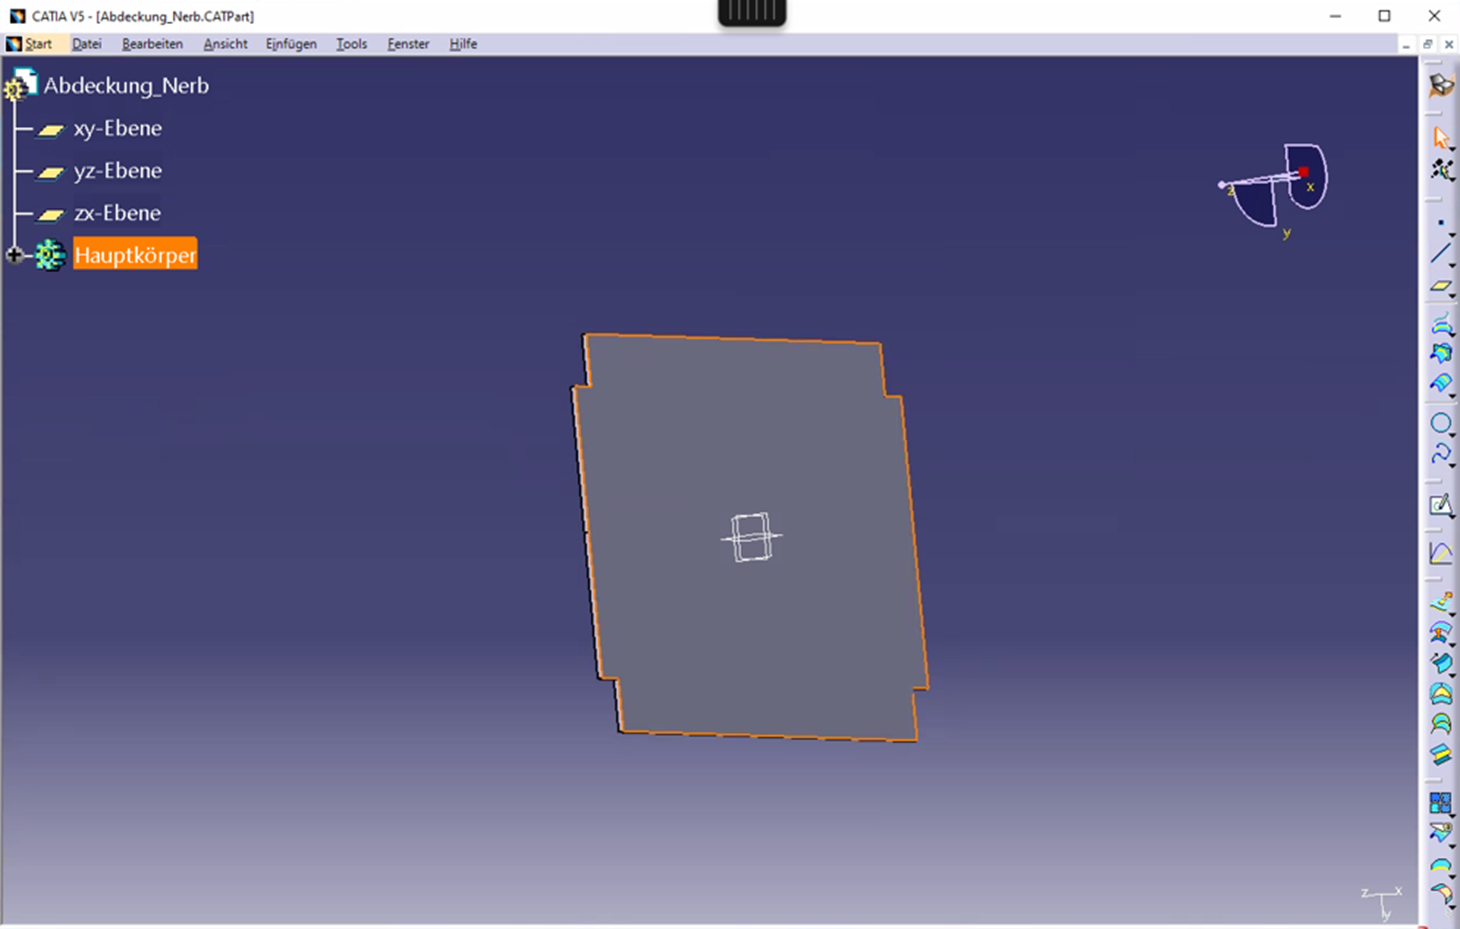 CATIA V5 - [Abdeckung_Nerb.CATPart]
Start Datei Bearbeiten Ansicht Einfügen Tools Fenster Hilfe
Abdeckung_Nerb
xy-Ebene
yz-Ebene
zx-Ebene
Hauptkörper
z x
y
z x
y